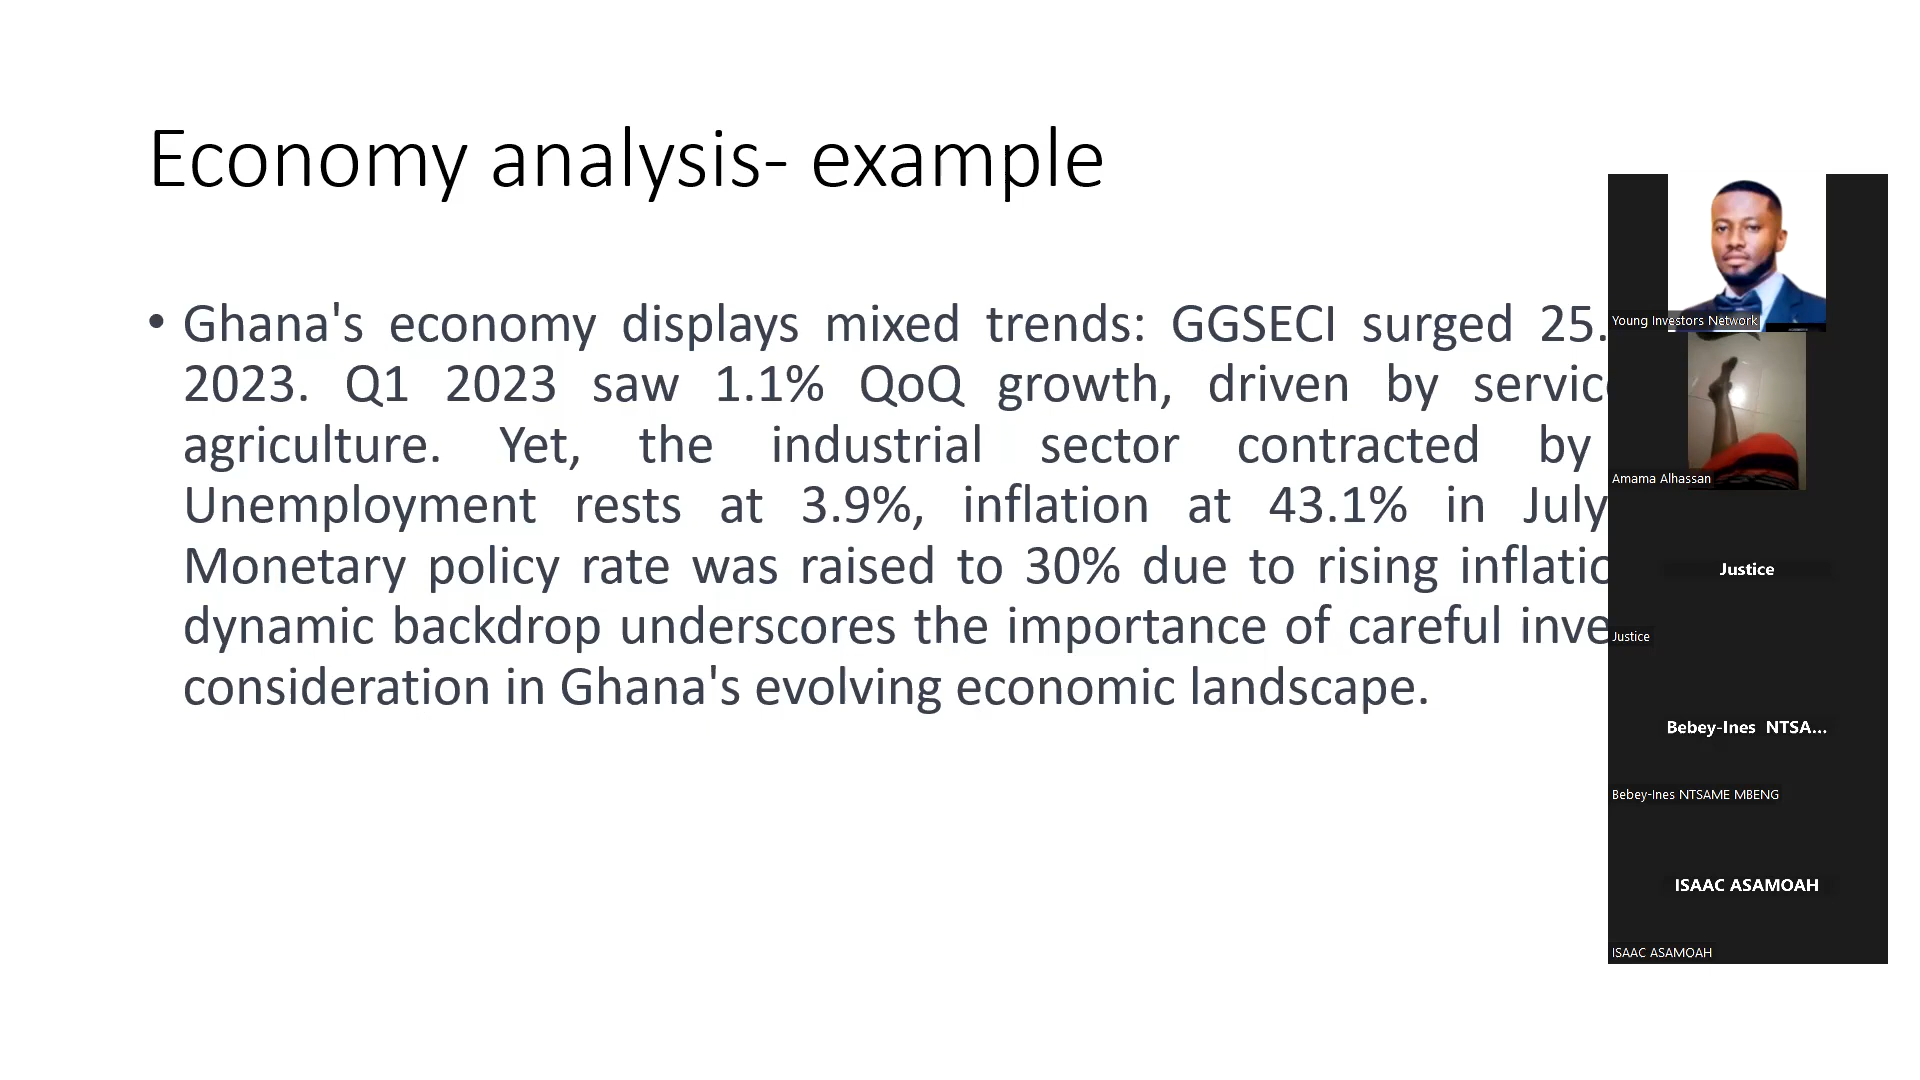 Economy analysis- example
• Ghana's economy displays mixed trends: GGSECI surged 25.
2023. Q1 2023 saw 1.1% QoQ growth, driven by servic
agriculture. Yet, the industrial sector contracted by
Unemployment rests at 3.9%, inflation at 43.1% in July
Monetary policy rate was raised to 30% due to rising inflatio
dynamic backdrop underscores the importance of careful inve
consideration in Ghana's evolving economic landscape.
Young Investors Network
Amama Alhassan
Justice
Justice
Bebey-Ines NTSA...
Bebey-Ines NTSAME MBENG
ISAAC ASAMOAH
ISAAC ASAMOAH